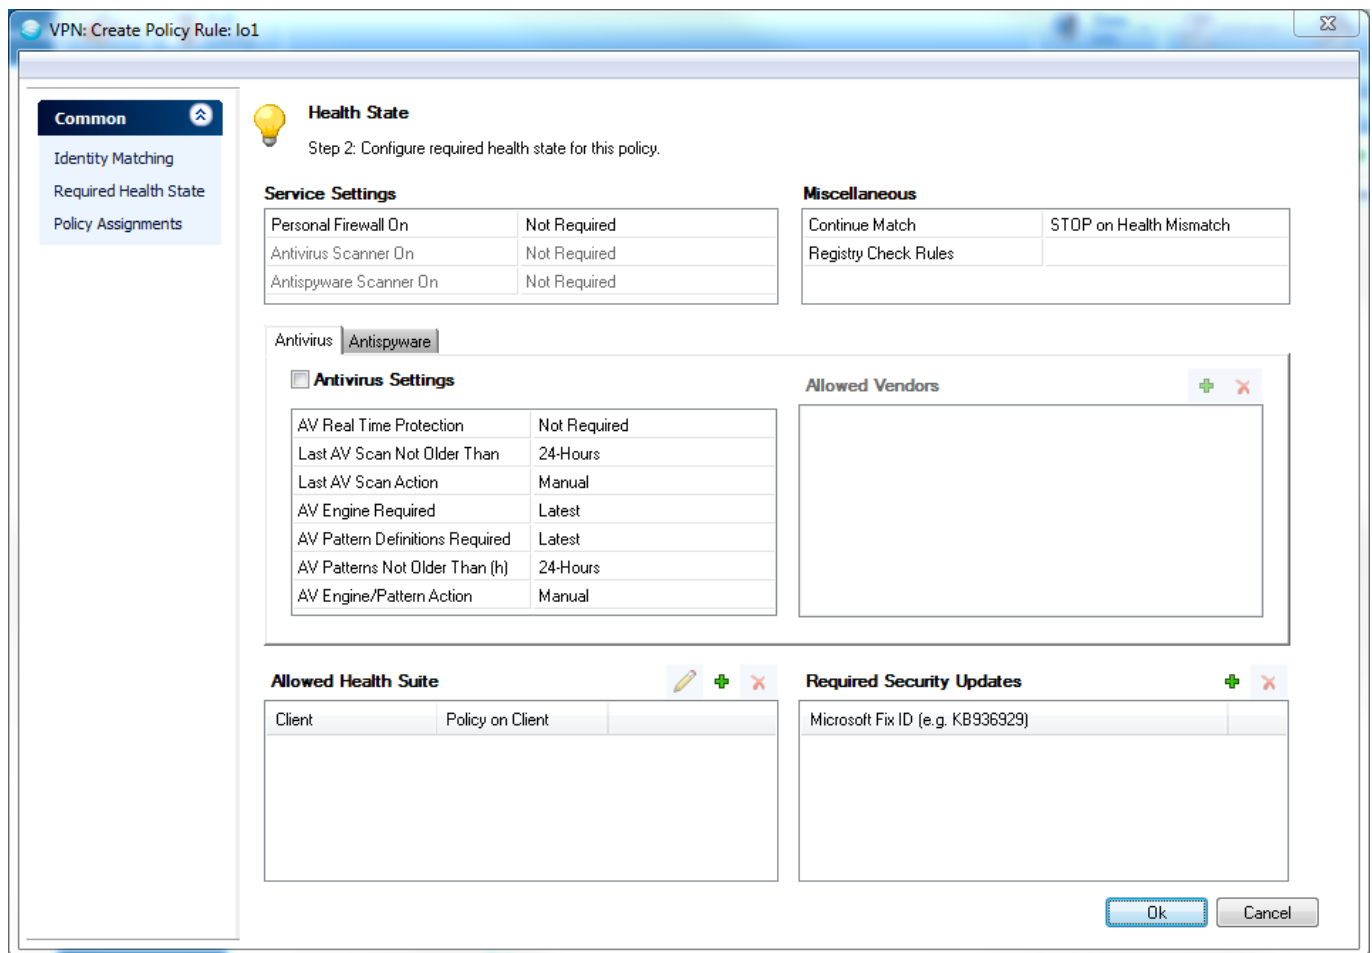 VPN: Create Policy Rule: lo1
Common
Identity Matching
Required Health State
Policy Assignments
Health State
Step 2: Configure required health state for this policy.
Service Settings
Personal Firewall On Not Required
Antivirus Scanner On Not Required
Antispyware Scanner On Not Required
Miscellaneous
Continue Match STOP on Health Mismatch
Registry Check Rules
Antivirus Antispyware
Antivirus Settings
AV Real Time Protection Not Required
Last AV Scan Not Older Than 24-Hours
Last AV Scan Action Manual
AV Engine Required Latest
AV Pattern Definitions Required Latest
AV Patterns Not Older Than (h) 24-Hours
AV Engine/Pattern Action Manual
Allowed Vendors
Allowed Health Suite
Client Policy on Client
Required Security Updates
Microsoft Fix ID (e.g. KB936929)
Ok Cancel